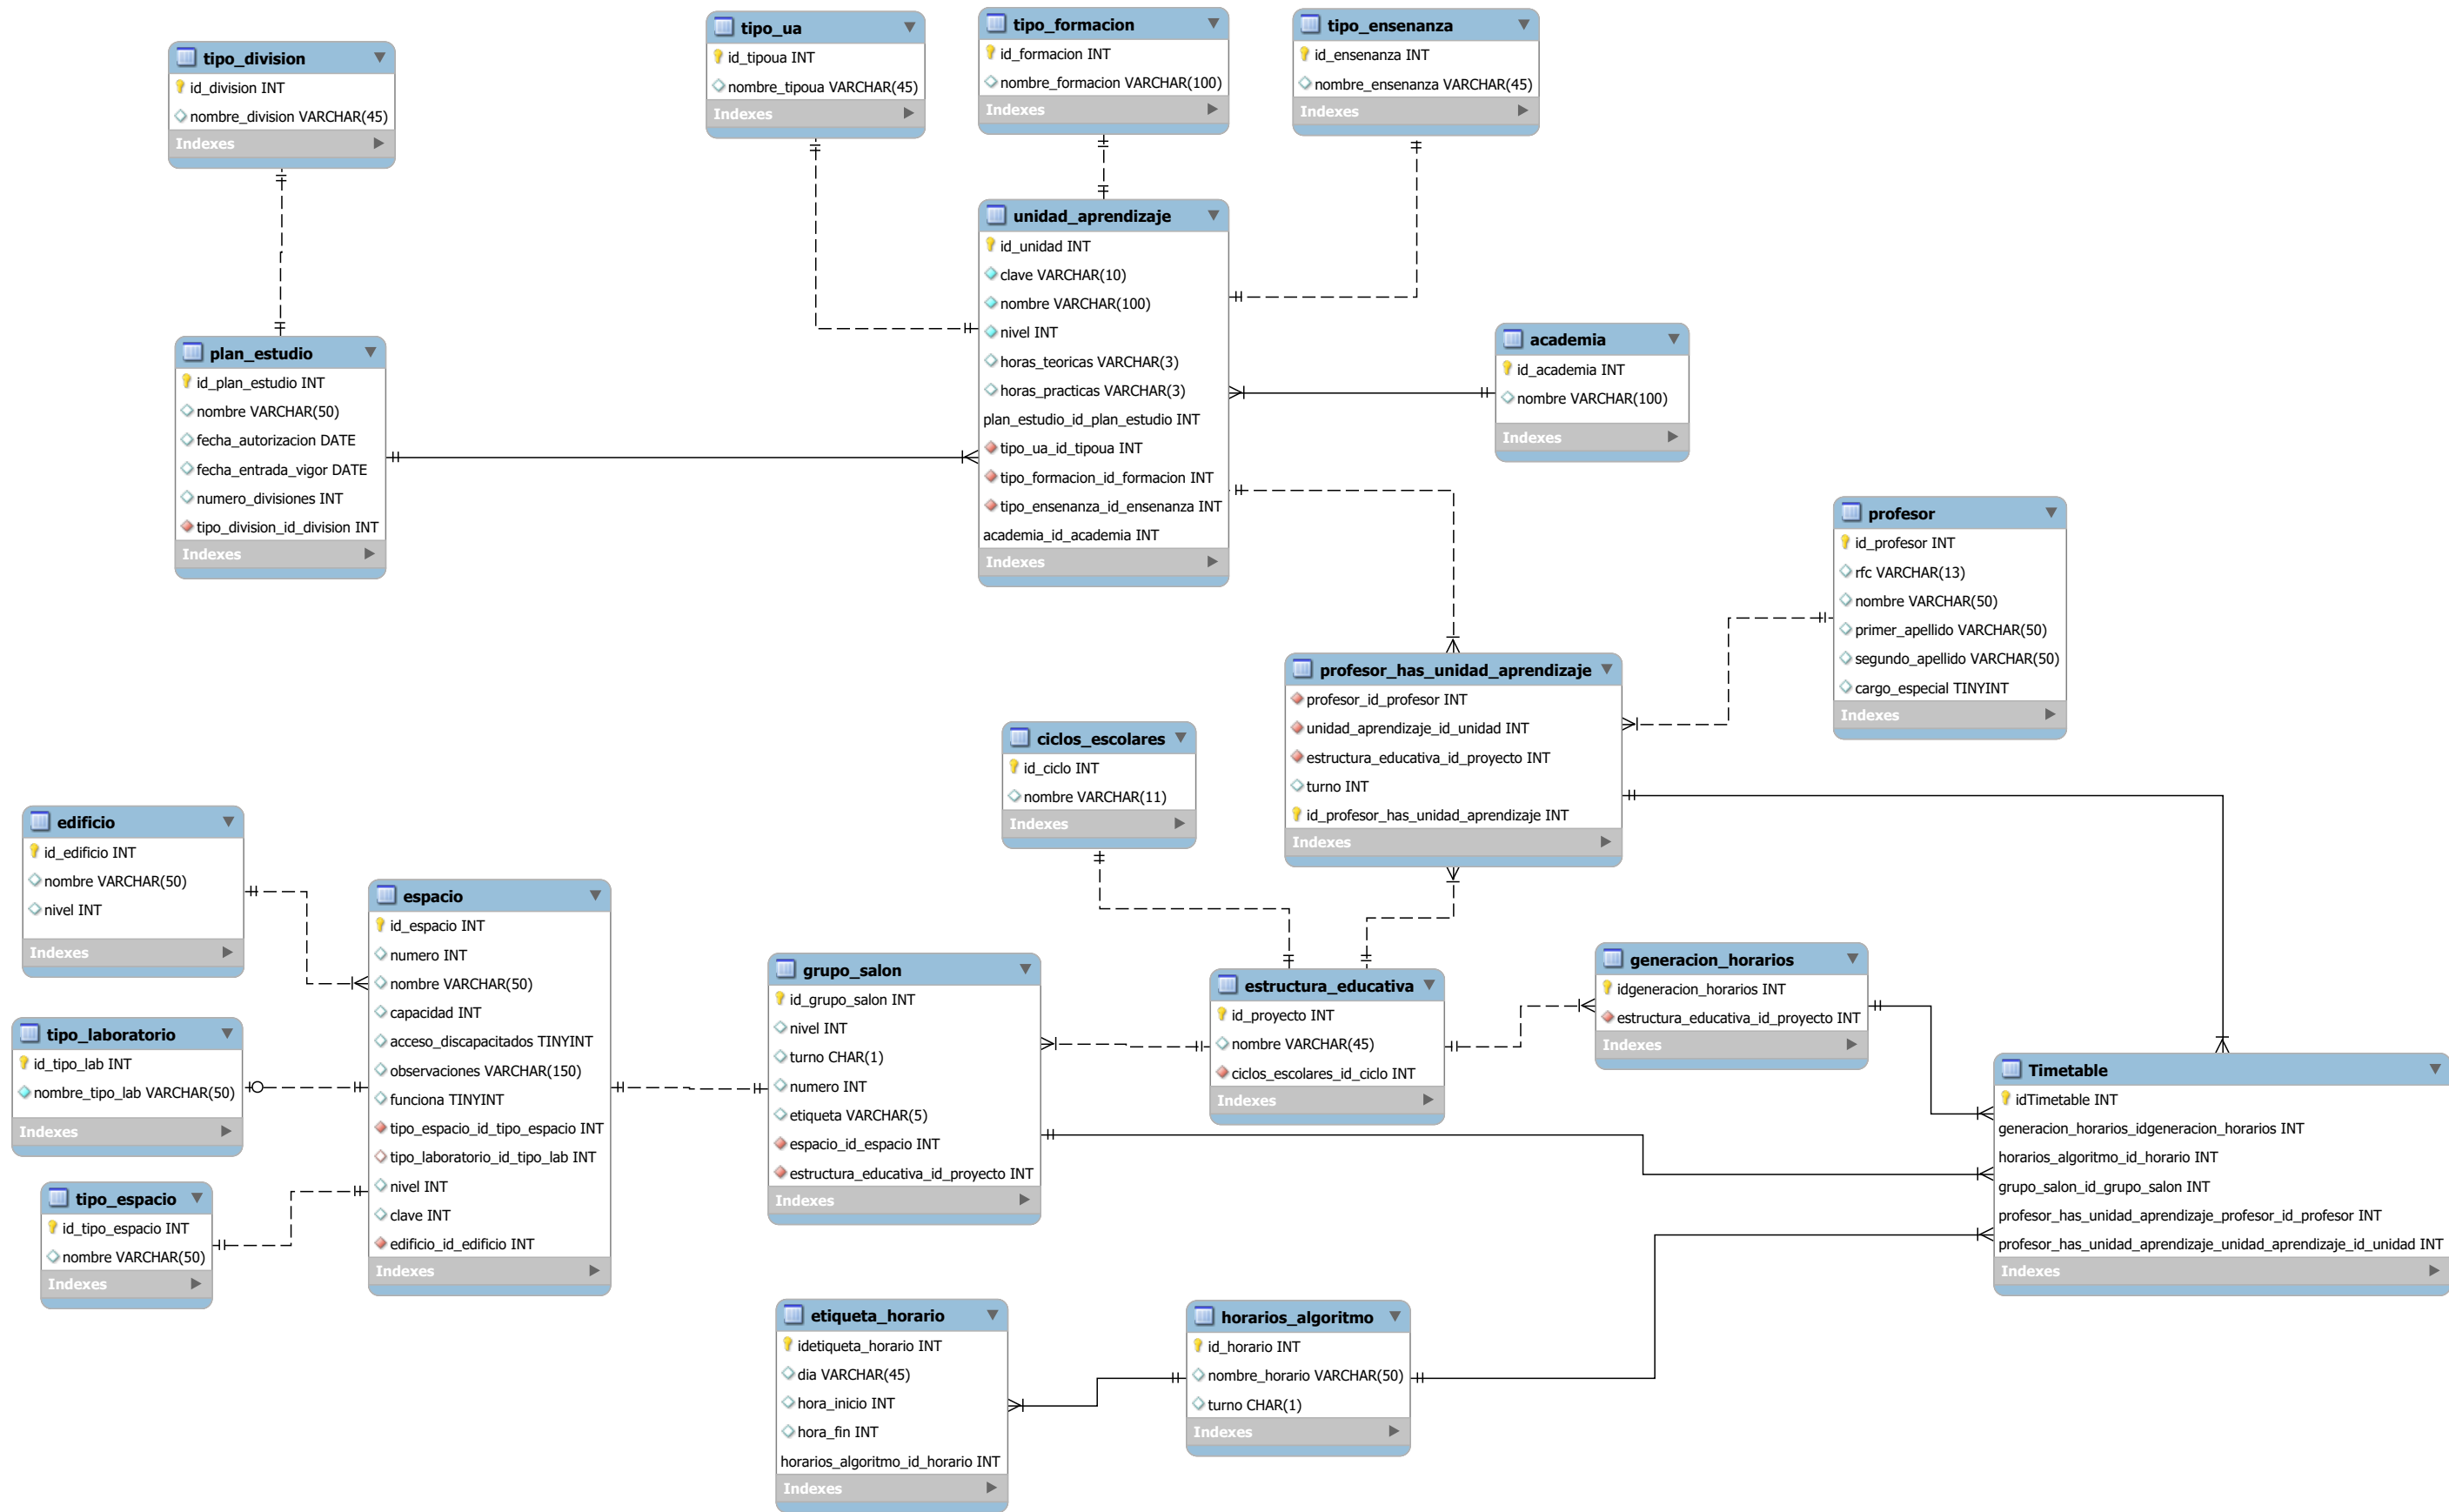 tipo_division
id_division INT
nombre_division VARCHAR(45)
Indexes
tipo_ua
id_tipoua INT
nombre_tipoua VARCHAR(45)
Indexes
tipo_formacion
id_formacion INT
nombre_formacion VARCHAR(100)
Indexes
tipo_ensenanza
id_ensenanza INT
nombre_ensenanza VARCHAR(45)
Indexes
plan_estudio
id_plan_estudio INT
nombre VARCHAR(50)
fecha_autorizacion DATE
fecha_entrada_vigor DATE
numero_divisiones INT
tipo_division_id_division INT
Indexes
unidad_aprendizaje
id_unidad INT
clave VARCHAR(10)
nombre VARCHAR(100)
nivel INT
horas_teoricas VARCHAR(3)
horas_practicas VARCHAR(3)
plan_estudio_id_plan_estudio INT
tipo_ua_id_tipoua INT
tipo_formacion_id_formacion INT
tipo_ensenanza_id_ensenanza INT
academia_id_academia INT
Indexes
academia
id_academia INT
nombre VARCHAR(100)
Indexes
profesor
id_profesor INT
rfc VARCHAR(13)
nombre VARCHAR(50)
primer_apellido VARCHAR(50)
segundo_apellido VARCHAR(50)
cargo_especial TINYINT
Indexes
profesor_has_unidad_aprendizaje
profesor_id_profesor INT
unidad_aprendizaje_id_unidad INT
estructura_educativa_id_proyecto INT
turno INT
id_profesor_has_unidad_aprendizaje INT
Indexes
ciclos_escolares
id_ciclo INT
nombre VARCHAR(11)
Indexes
edificio
id_edificio INT
nombre VARCHAR(50)
nivel INT
Indexes
espacio
id_espacio INT
numero INT
nombre VARCHAR(50)
capacidad INT
acceso_discapacitados TINYINT
observaciones VARCHAR(150)
funciona TINYINT
tipo_espacio_id_tipo_espacio INT
tipo_laboratorio_id_tipo_lab INT
nivel INT
clave INT
edificio_id_edificio INT
Indexes
tipo_laboratorio
id_tipo_lab INT
nombre_tipo_lab VARCHAR(50)
Indexes
tipo_espacio
id_tipo_espacio INT
nombre VARCHAR(50)
Indexes
grupo_salon
id_grupo_salon INT
nivel INT
turno CHAR(1)
numero INT
etiqueta VARCHAR(5)
espacio_id_espacio INT
estructura_educativa_id_proyecto INT
Indexes
estructura_educativa
id_proyecto INT
nombre VARCHAR(45)
ciclos_escolares_id_ciclo INT
Indexes
generacion_horarios
idgeneracion_horarios INT
estructura_educativa_id_proyecto INT
Indexes
Timetable
idTimetable INT
generacion_horarios_idgeneracion_horarios INT
horarios_algoritmo_id_horario INT
grupo_salon_id_grupo_salon INT
profesor_has_unidad_aprendizaje_profesor_id_profesor INT
profesor_has_unidad_aprendizaje_unidad_aprendizaje_id_unidad INT
Indexes
etiqueta_horario
idetiqueta_horario INT
dia VARCHAR(45)
hora_inicio INT
hora_fin INT
horarios_algoritmo_id_horario INT
Indexes
horarios_algoritmo
id_horario INT
nombre_horario VARCHAR(50)
turno CHAR(1)
Indexes